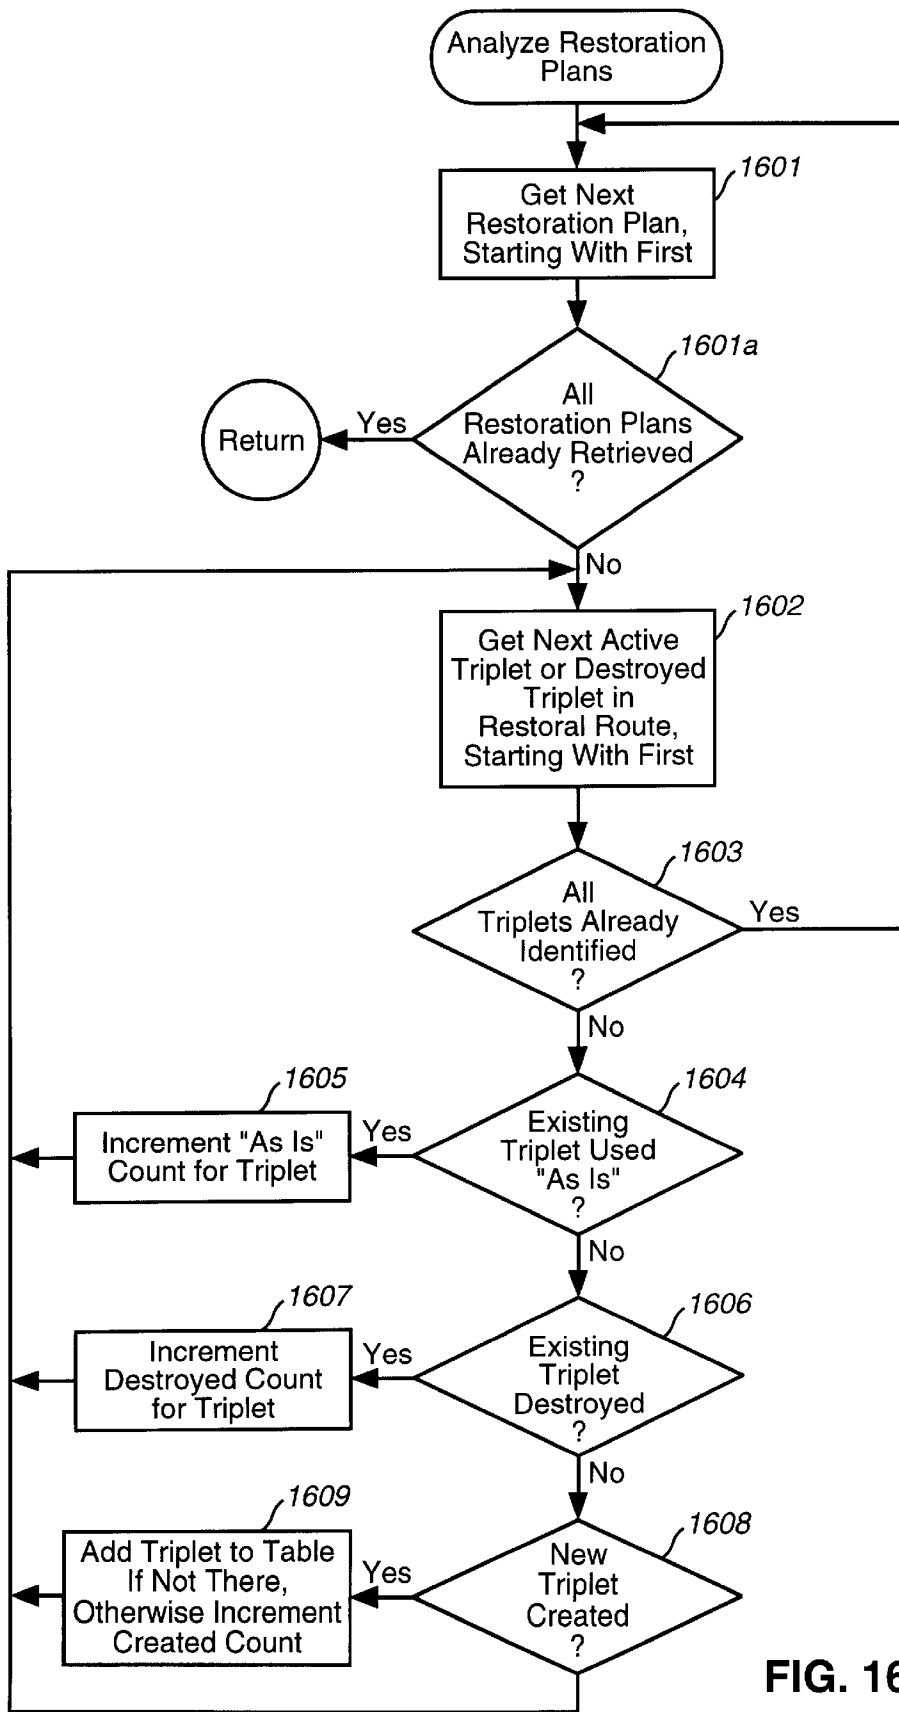 Analyze Restoration
Plans
1601
Get Next
Restoration Plan,
Starting With First
1601a
All
Restoration Plans
Already Retrieved
?
Yes
Return
No
1602
Get Next Active
Triplet or Destroyed
Triplet in
Restoral Route,
Starting With First
1603
All
Triplets Already
Identified
?
Yes
No
1604
Existing
Triplet Used
"As Is"
?
Yes
1605
Increment "As Is"
Count for Triplet
No
1606
Existing
Triplet
Destroyed
?
Yes
1607
Increment
Destroyed Count
for Triplet
No
1608
New
Triplet
Created
?
Yes
1609
Add Triplet to Table
If Not There,
Otherwise Increment
Created Count
FIG. 16